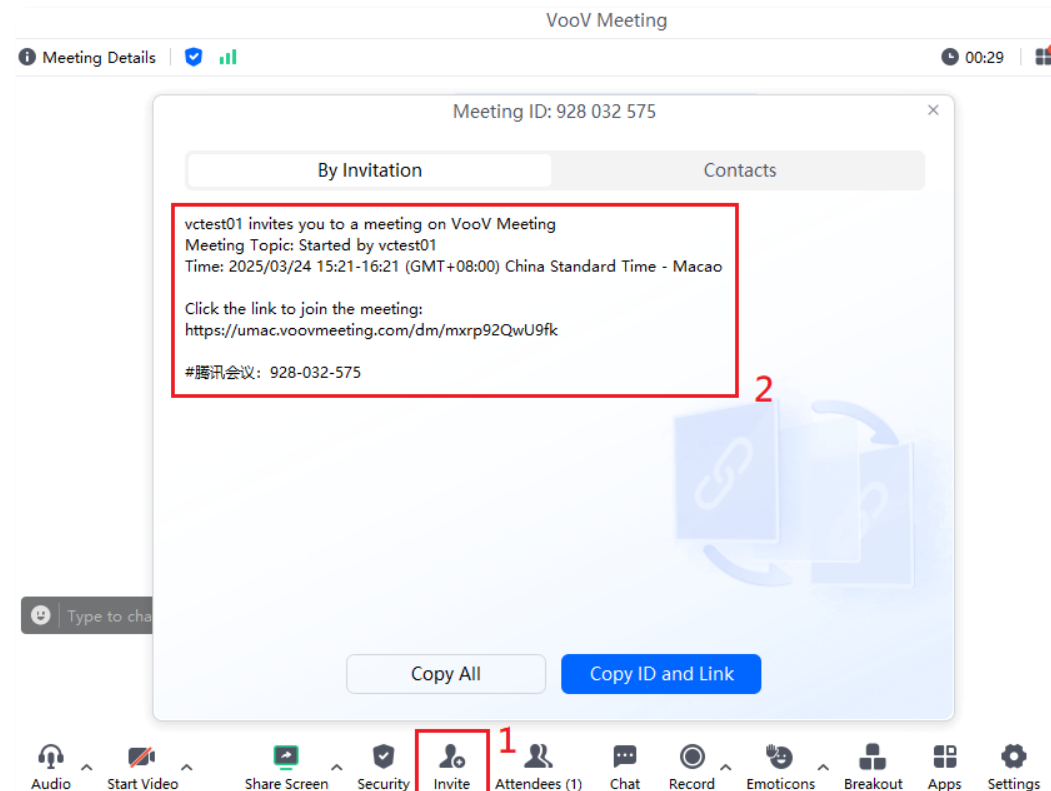 VooV Meeting
Meeting Details
00:29
Meeting ID: 928 032 575
By Invitation
Contacts
vctest01 invites you to a meeting on VooV Meeting
Meeting Topic: Started by vctest01
Time: 2025/03/24 15:21-16:21 (GMT+08:00) China Standard Time - Macao
Click the link to join the meeting:
https://umac.voovmeeting.com/dm/mxrp92QwU9fk
#腾讯会议：928-032-575
2
Type to cha
Copy All
Copy ID and Link
1
Audio
Start Video
Share Screen
Security
Invite
Attendees (1)
Chat
Record
Emoticons
Breakout
Apps
Settings